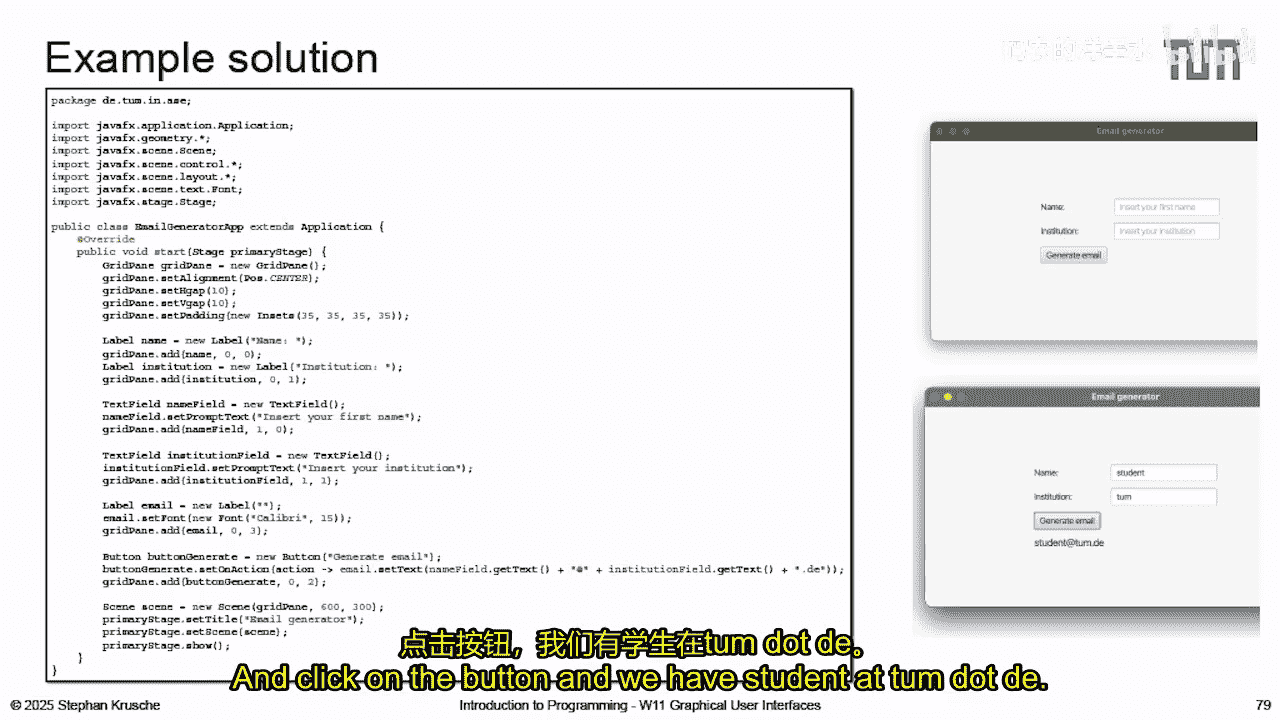 Example solution
package de.tum.in.ase;
import javafx.application.Application;
import javafx.geometry.*;
import javafx.scene.Scene;
import javafx.scene.control.*;
import javafx.scene.layout.*;
import javafx.scene.text.Font;
import javafx.stage.Stage;
public class EmailGeneratorApp extends Application {
@Override
public void start(Stage primaryStage) {
GridPane gridPane = new GridPane();
gridPane.setAlignment(Pos.CENTER);
gridPane.setHgap(10);
gridPane.setVgap(10);
gridPane.setPadding(new Insets(35, 35, 35, 35));
Label name = new Label("Name: ");
gridPane.add(name, 0, 0);
Label institution = new Label("Institution: ");
gridPane.add(institution, 0, 1);
TextField nameField = new TextField();
nameField.setPromptText("Insert your first name");
gridPane.add(nameField, 1, 0);
TextField institutionField = new TextField();
institutionField.setPromptText("Insert your institution");
gridPane.add(institutionField, 1, 1);
Label email = new Label("");
email.setFont(new Font("Calibri", 15));
gridPane.add(email, 0, 3);
Button buttonGenerate = new Button("Generate email");
buttonGenerate.setOnAction(action -> email.setText(nameField.getText() + "@" + institutionField.getText() + ".de"));
gridPane.add(buttonGenerate, 0, 2);
Scene scene = new Scene(gridPane, 600, 300);
primaryStage.setTitle("Email generator");
primaryStage.setScene(scene);
primaryStage.show();
}
}
Email generator
Name: Insert your first name
Institution: Insert your institution
Generate email
Email generator
Name: student
Institution: tum
Generate email
student@tum.de
点击按钮，我们有学生在tum dot de。
And click on the button and we have student at tum dot de.
© 2025 Stephan Krusche
Introduction to Programming - W11 Graphical User Interfaces
79